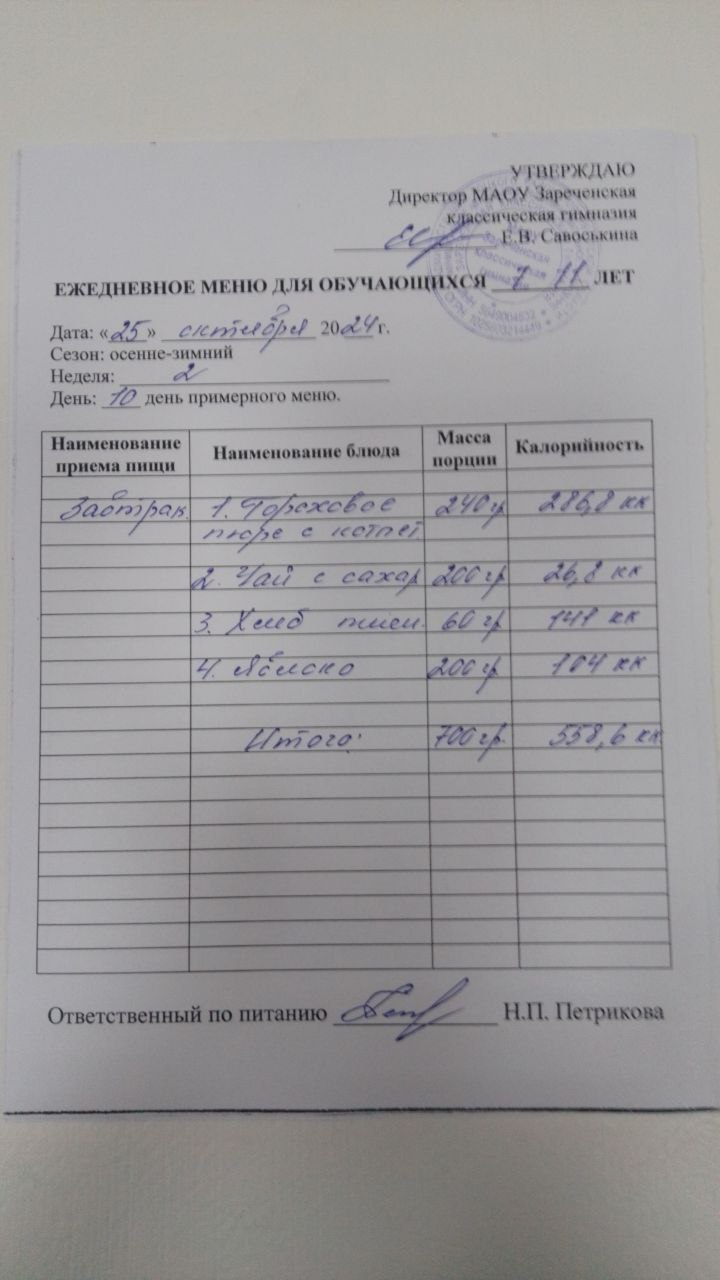 УТВЕРЖДАЮ
Директор МАОУ Зареченская
классическая гимназия
Е.В. Савоськина
ЕЖЕДНЕВНОЕ МЕНЮ ДЛЯ ОБУЧАЮЩИХСЯ 7 11 ЛЕТ
Дата: «25» октября 2024 г.
Сезон: осенне-зимний
Неделя: 2
День: 10 день примерного меню.
Наименование приема пищи Наименование блюда Масса порции Калорийность
Завтрак 1. Гороховое 240 гр 286,8 кк
пюре с котлет
2. Чай с сахар 200 гр 26,8 кк
3. Хлеб пшен. 60 гр 141 кк
4. Яблоко 200 гр 104 кк
Итого: 700 гр. 558,6 кк
Ответственный по питанию Н.П. Петрикова